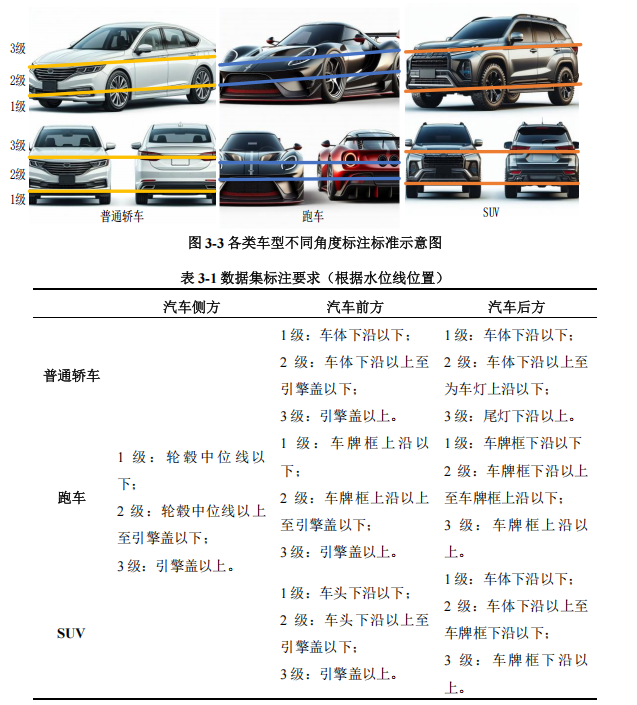 3级
2级
1级
3级
2级
1级
普通轿车
跑车
SUV
图 3-3 各类车型不同角度标注标准示意图
表 3-1 数据集标注要求（根据水位线位置）
汽车侧方 汽车前方 汽车后方
普通轿车
1级：轮毂中位线以
下；
2级：轮毂中位线以上
至引擎盖以下；
3级：引擎盖以上。
1级：车体下沿以下；
2级：车体下沿以上至
引擎盖以下；
3级：引擎盖以上。
1级：车体下沿以下；
2级：车体下沿以上至
为车灯上沿以下；
3级：尾灯下沿以上。
跑车
1级：车牌框上沿以
下；
2级：车牌框上沿以上
至引擎盖以下；
3级：引擎盖以上。
1级：车牌框下沿以下
2级：车牌框下沿以上
至车牌框上沿以下；
3级：车牌框上沿以
上。
SUV
1级：车头下沿以下；
2级：车头下沿以上至
引擎盖以下；
3级：引擎盖以上。
1级：车体下沿以下；
2级：车体下沿以上至
车牌框下沿以下；
3级：车牌框下沿以
上。